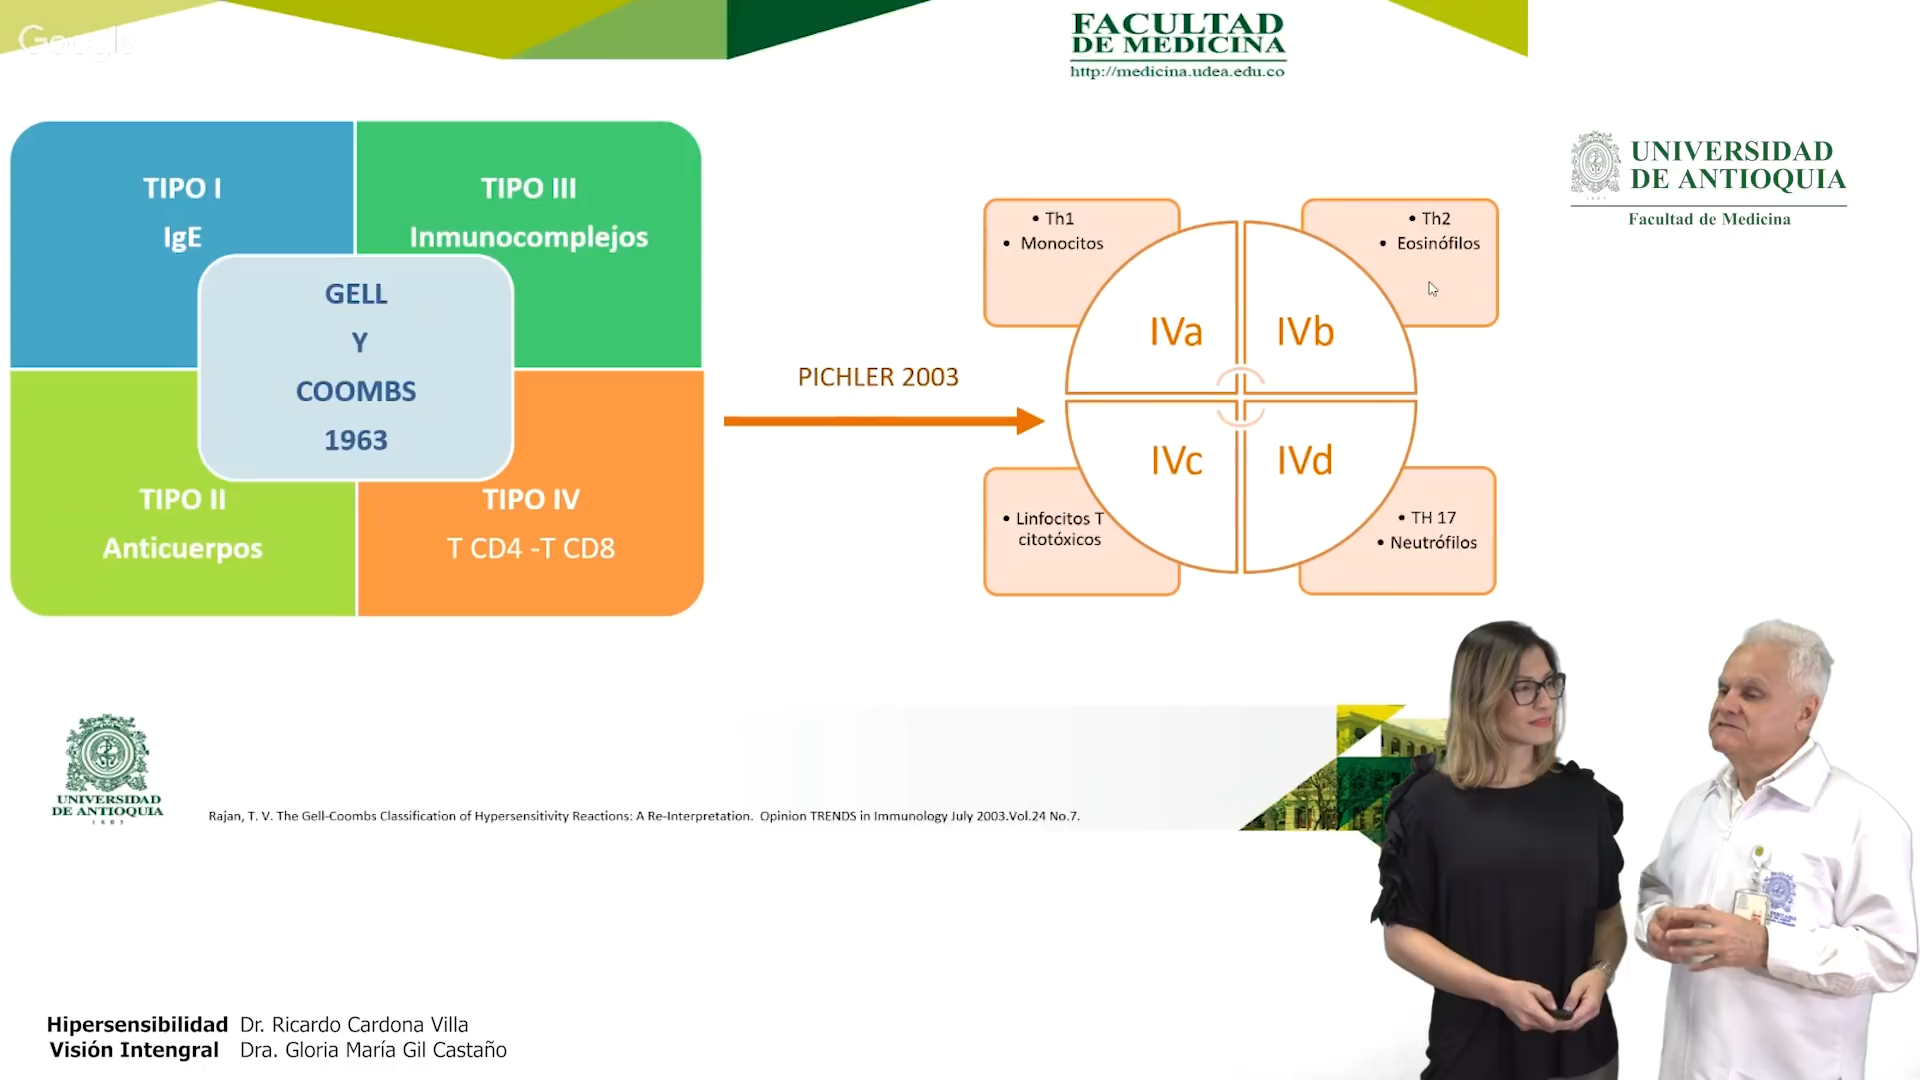 Google
FACULTAD
DE MEDICINA
http://medicina.udea.edu.co
UNIVERSIDAD
DE ANTIOQUIA
1803
Facultad de Medicina
TIPO I
IgE
TIPO III
Inmunocomplejos
GELL
Y
COOMBS
1963
TIPO II
Anticuerpos
TIPO IV
T CD4 -T CD8
PICHLER 2003
• Th1
• Monocitos
• Th2
• Eosinófilos
IVa
IVb
IVc
IVd
• Linfocitos T
citotóxicos
• TH 17
• Neutrófilos
UNIVERSIDAD
DE ANTIOQUIA
1803
Rajan, T. V. The Gell-Coombs Classification of Hypersensitivity Reactions: A Re-Interpretation. Opinion TRENDS in Immunology July 2003.Vol.24 No.7.
Hipersensibilidad Dr. Ricardo Cardona Villa
Visión Intengral Dra. Gloria María Gil Castaño